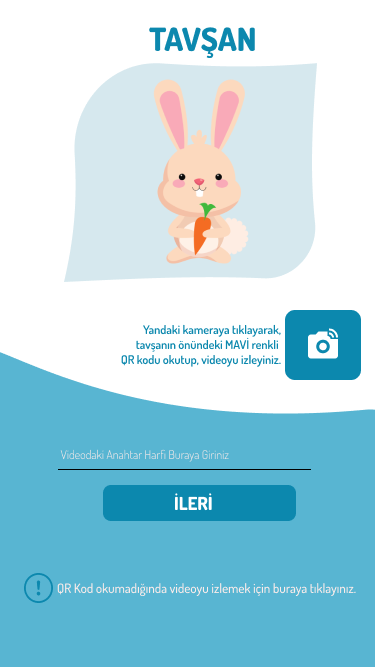 TAVŞAN
Yandaki kameraya tıklayarak,
tavşanın önündeki MAVİ renkli
QR kodu okutup, videoyu izleyiniz.
Videodaki Anahtar Harfi Buraya Giriniz
İLERİ
QR Kod okumadığında videoyu izlemek için buraya tıklayınız.